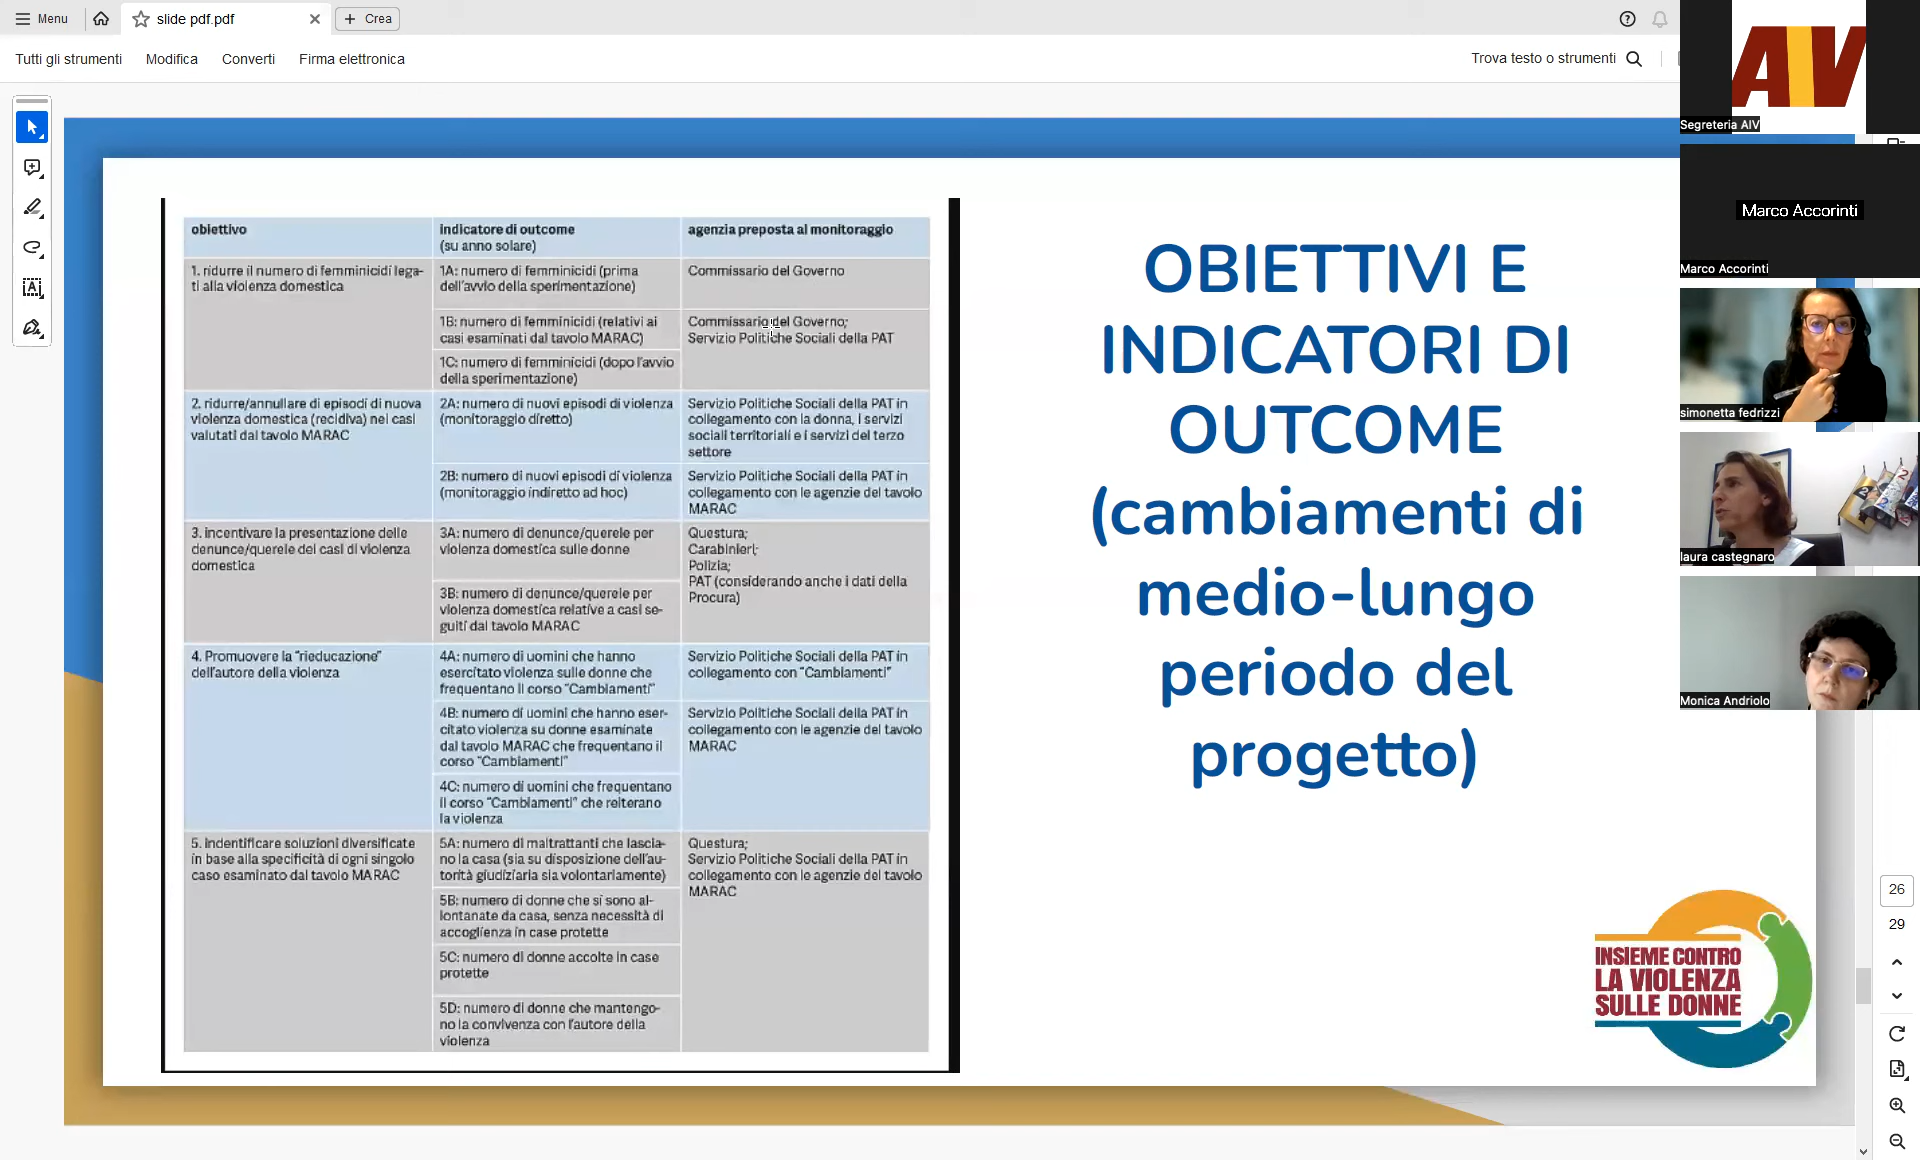 Menu
slide pdf.pdf
Crea
Tutti gli strumenti
Modifica
Converti
Firma elettronica
Trova testo o strumenti
obiettivo
indicatore di outcome
(su anno solare)
agenzia preposta al monitoraggio
1. ridurre il numero di femminicidi lega-
ti alla violenza domestica
1A: numero di femminicidi (prima
dell'avvio della sperimentazione)
Commissario del Governo
1B: numero di femminicidi (relativi ai
casi esaminati dal tavolo MARAC)
Commissario del Governo;
Servizio Politiche Sociali della PAT
1C: numero di femminicidi (dopo l'avvio
della sperimentazione)
2. ridurre/annullare di episodi di nuova
violenza domestica (recidiva) nei casi
valutati dal tavolo MARAC
2A: numero di nuovi episodi di violenza
(monitoraggio diretto)
Servizio Politiche Sociali della PAT in
collegamento con la donna, i servizi
sociali territoriali e i servizi del terzo
settore
2B: numero di nuovi episodi di violenza
(monitoraggio indiretto ad hoc)
Servizio Politiche Sociali della PAT in
collegamento con le agenzie del tavolo
MARAC
3. incentivare la presentazione delle
denunce/querele dei casi di violenza
domestica
3A: numero di denunce/querele per
violenza domestica sulle donne
Questura;
Carabinieri;
Polizia;
PAT (considerando anche i dati della
Procura)
3B: numero di denunce/querele per
violenza domestica relative a casi se-
guiti dal tavolo MARAC
4. Promuovere la "rieducazione"
dell'autore della violenza
4A: numero di uomini che hanno
esercitato violenza sulle donne che
frequentano il corso "Cambiamenti"
Servizio Politiche Sociali della PAT in
collegamento con "Cambiamenti"
4B: numero di uomini che hanno eser-
citato violenza su donne esaminate
dal tavolo MARAC che frequentano il
corso "Cambiamenti"
Servizio Politiche Sociali della PAT in
collegamento con le agenzie del tavolo
MARAC
4C: numero di uomini che frequentano
il corso "Cambiamenti" che reiterano
la violenza
5. indentificare soluzioni diversificate
in base alla specificità di ogni singolo
caso esaminato dal tavolo MARAC
5A: numero di maltrattanti che lascia-
no la casa (sia su disposizione dell'au-
torità giudiziaria sia volontariamente)
Questura;
Servizio Politiche Sociali della PAT in
collegamento con le agenzie del tavolo
MARAC
5B: numero di donne che si sono al-
lontanate da casa, senza necessità di
accoglienza in case protette
5C: numero di donne accolte in case
protette
5D: numero di donne che mantengo-
no la convivenza con l'autore della
violenza
OBIETTIVI E
INDICATORI DI
OUTCOME
(cambiamenti di
medio-lungo
periodo del
progetto)
INSIEME CONTRO
LA VIOLENZA
SULLE DONNE
AIV
Segreteria AIV
Marco Accorinti
Marco Accorinti
simonetta fedrizzi
laura castegnaro
Monica Andriolo
26
29